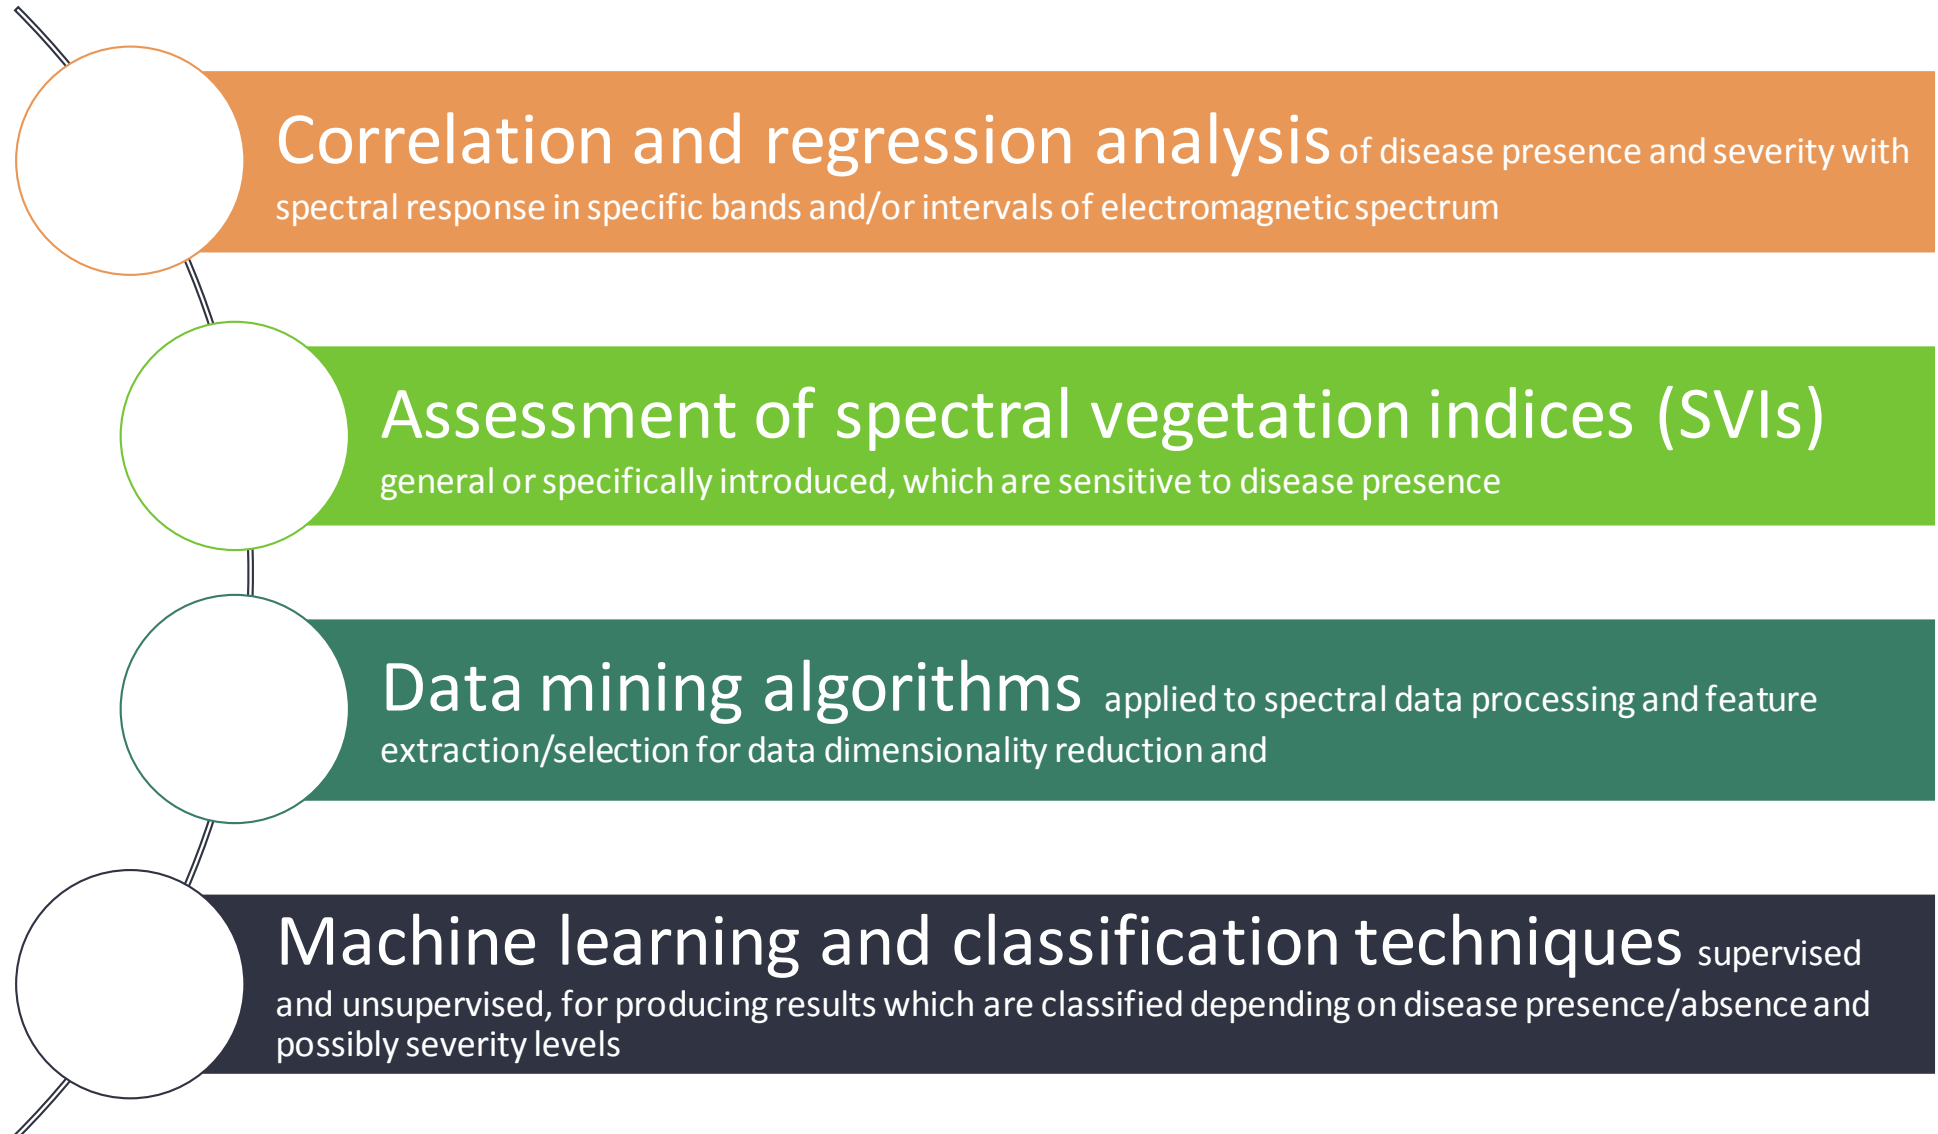 Correlation and regression analysis of disease presence and severity with
spectral response in specific bands and/or intervals of electromagnetic spectrum
Assessment of spectral vegetation indices (SVIs)
general or specifically introduced, which are sensitive to disease presence
Data mining algorithms applied to spectral data processing and feature
extraction/selection for data dimensionality reduction and
Machine learning and classification techniques supervised
and unsupervised, for producing results which are classified depending on disease presence/absence and
possibly severity levels